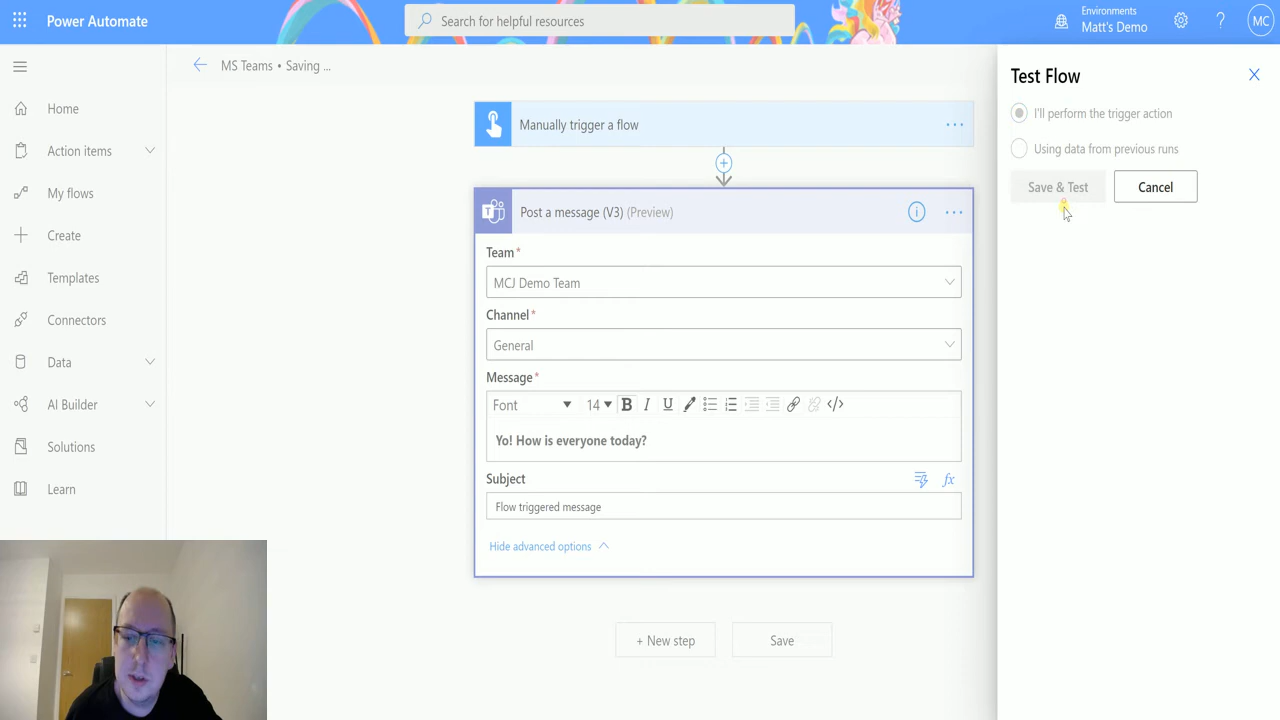 Power Automate
Search for helpful resources
Environments
Matt's Demo
MC
MS Teams • Saving ...
Home
Action items
My flows
Create
Templates
Connectors
Data
AI Builder
Solutions
Learn
Manually trigger a flow
Post a message (V3) (Preview)
Team*
MCJ Demo Team
Channel*
General
Message*
Font 14 B I U </>
Yo! How is everyone today?
Subject
fx
Flow triggered message
Hide advanced options
+ New step
Save
Test Flow
I'll perform the trigger action
Using data from previous runs
Save & Test
Cancel